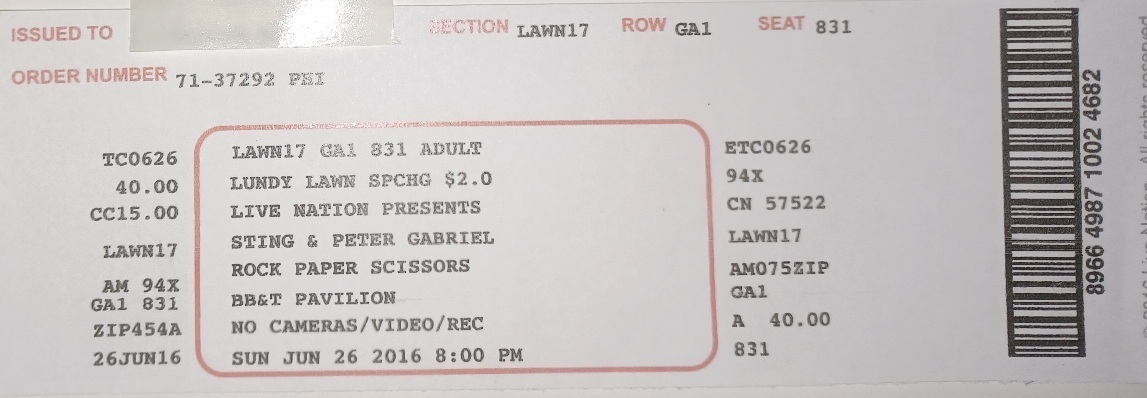 ISSUED TO
SECTION LAWN17 ROW GA1 SEAT 831
ORDER NUMBER 71-37292 PHI
TC0626
40.00
CC15.00
LAWN17
AM 94X
GA1 831
ZIP454A
26JUN16
LAWN17 GA1 831 ADULT
LUNDY LAWN SPCHG $2.0
LIVE NATION PRESENTS
STING & PETER GABRIEL
ROCK PAPER SCISSORS
BB&T PAVILION
NO CAMERAS/VIDEO/REC
SUN JUN 26 2016 8:00 PM
ETC0626
94X
CN 57522
LAWN17
AM075ZIP
GA1
A 40.00
831
8966 4987 1002 4682